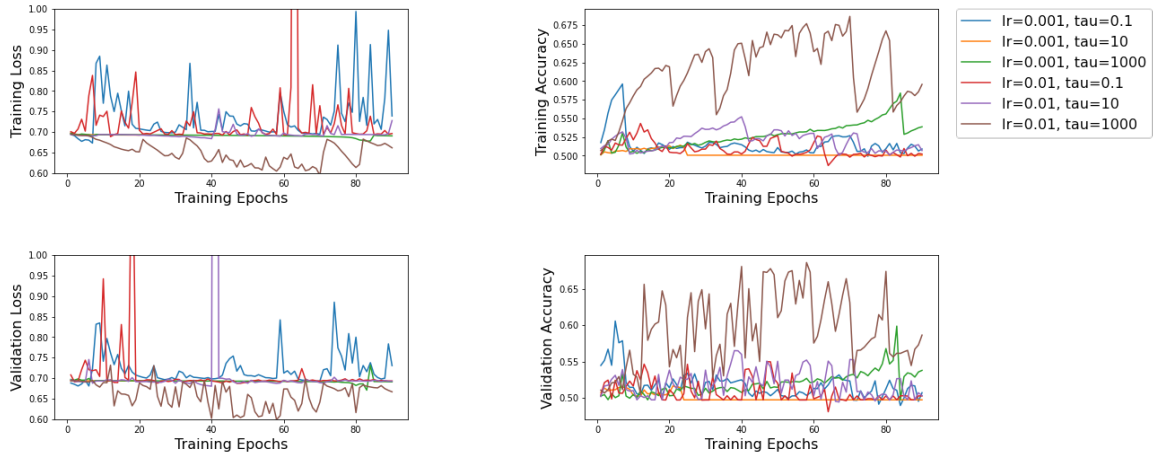 Training Loss
1.00
0.95
0.90
0.85
0.80
0.75
0.70
0.65
0.60
0 20 40 60 80
Training Epochs
Training Accuracy
0.675
0.650
0.625
0.600
0.575
0.550
0.525
0.500
0 20 40 60 80
Training Epochs
lr=0.001, tau=0.1
lr=0.001, tau=10
lr=0.001, tau=1000
lr=0.01, tau=0.1
lr=0.01, tau=10
lr=0.01, tau=1000
Validation Loss
1.00
0.95
0.90
0.85
0.80
0.75
0.70
0.65
0.60
0 20 40 60 80
Training Epochs
Validation Accuracy
0.65
0.60
0.55
0.50
0 20 40 60 80
Training Epochs